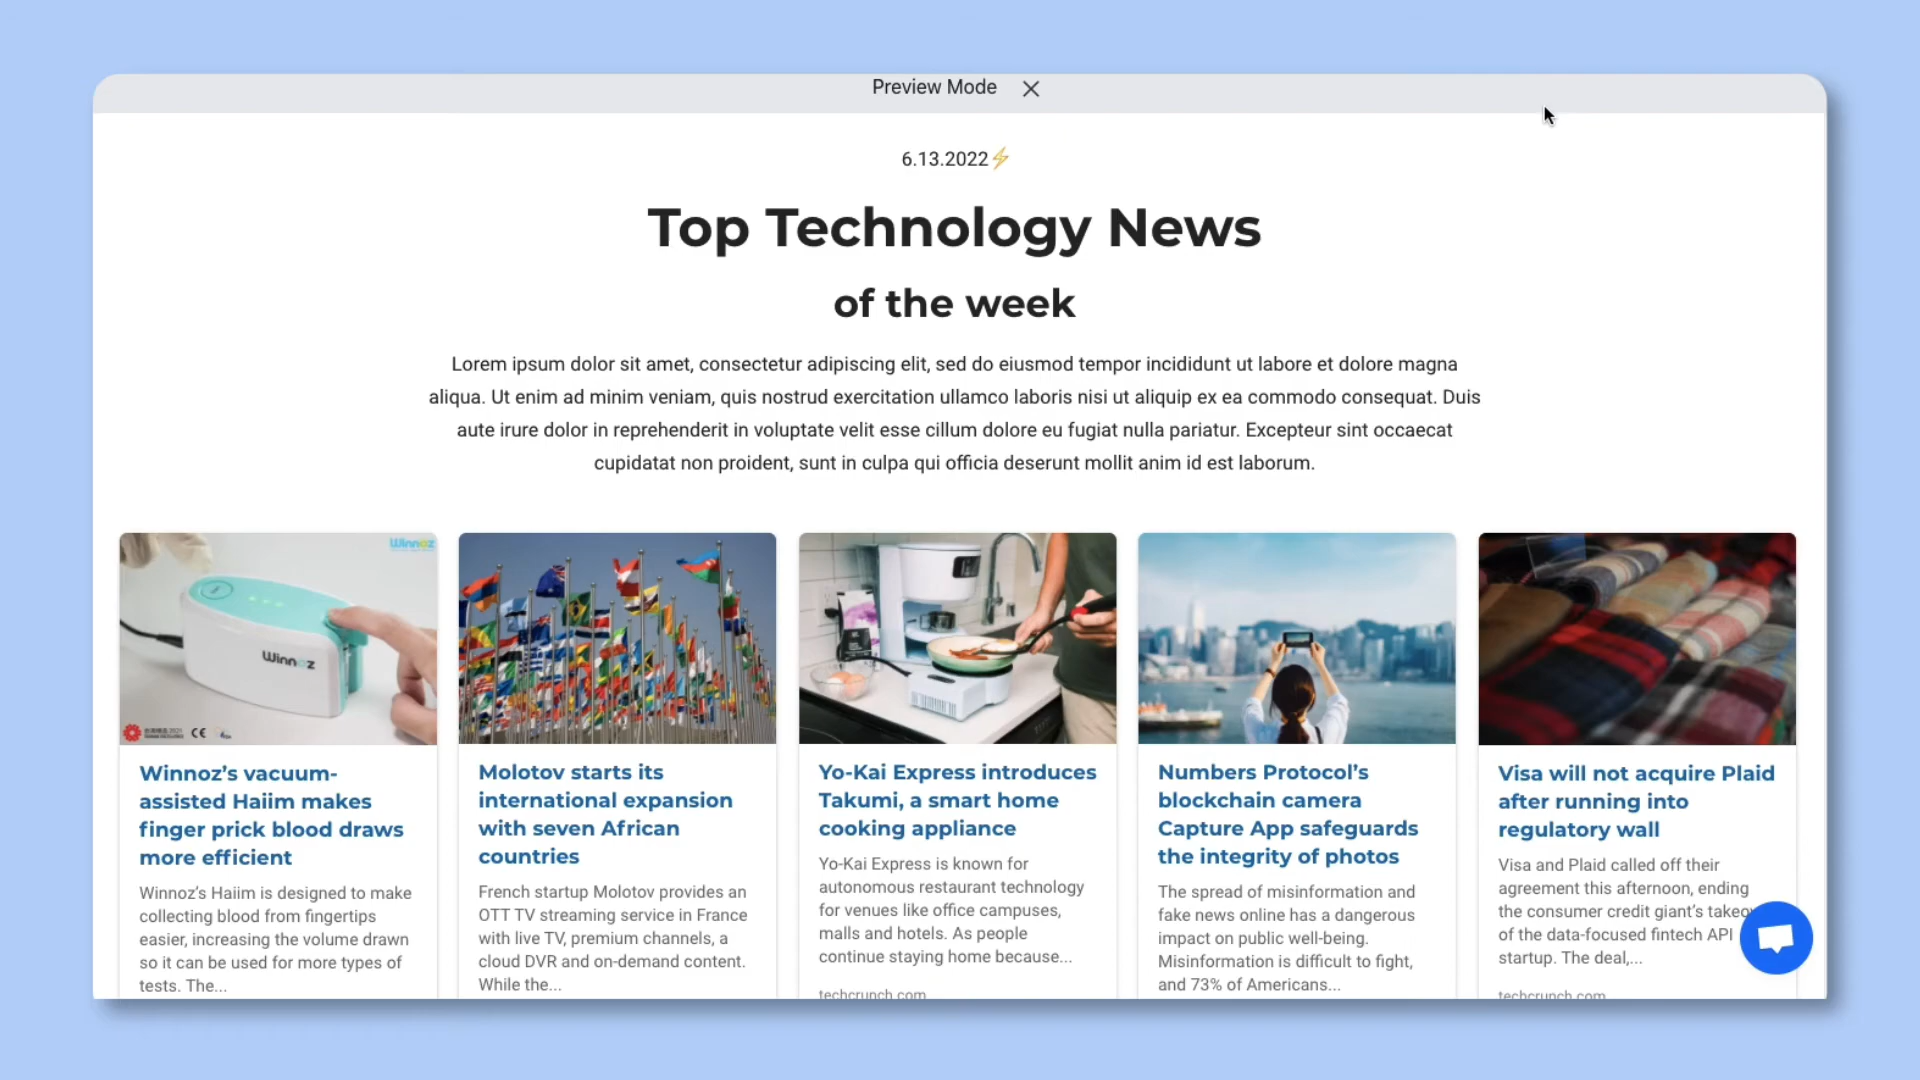 Preview Mode
6.13.2022⚡
Top Technology News
of the week
Lorem ipsum dolor sit amet, consectetur adipiscing elit, sed do eiusmod tempor incididunt ut labore et dolore magna
aliqua. Ut enim ad minim veniam, quis nostrud exercitation ullamco laboris nisi ut aliquip ex ea commodo consequat. Duis
aute irure dolor in reprehenderit in voluptate velit esse cillum dolore eu fugiat nulla pariatur. Excepteur sint occaecat
cupidatat non proident, sunt in culpa qui officia deserunt mollit anim id est laborum.
Winnoz
Winnoz
CE
Winnoz’s vacuum-
assisted Haiim makes
finger prick blood draws
more efficient
Winnoz’s Haiim is designed to make
collecting blood from fingertips
easier, increasing the volume drawn
so it can be used for more types of
tests. The...
Molotov starts its
international expansion
with seven African
countries
French startup Molotov provides an
OTT TV streaming service in France
with live TV, premium channels, a
cloud DVR and on-demand content.
While the...
Yo-Kai Express introduces
Takumi, a smart home
cooking appliance
Yo-Kai Express is known for
autonomous restaurant technology
for venues like office campuses,
malls and hotels. As people
continue staying home because...
techcrunch.com
Numbers Protocol’s
blockchain camera
Capture App safeguards
the integrity of photos
The spread of misinformation and
fake news online has a dangerous
impact on public well-being.
Misinformation is difficult to fight,
and 73% of Americans...
Visa will not acquire Plaid
after running into
regulatory wall
Visa and Plaid called off their
agreement this afternoon, ending
the consumer credit giant’s takeov
of the data-focused fintech API
startup. The deal,...
techcrunch.com